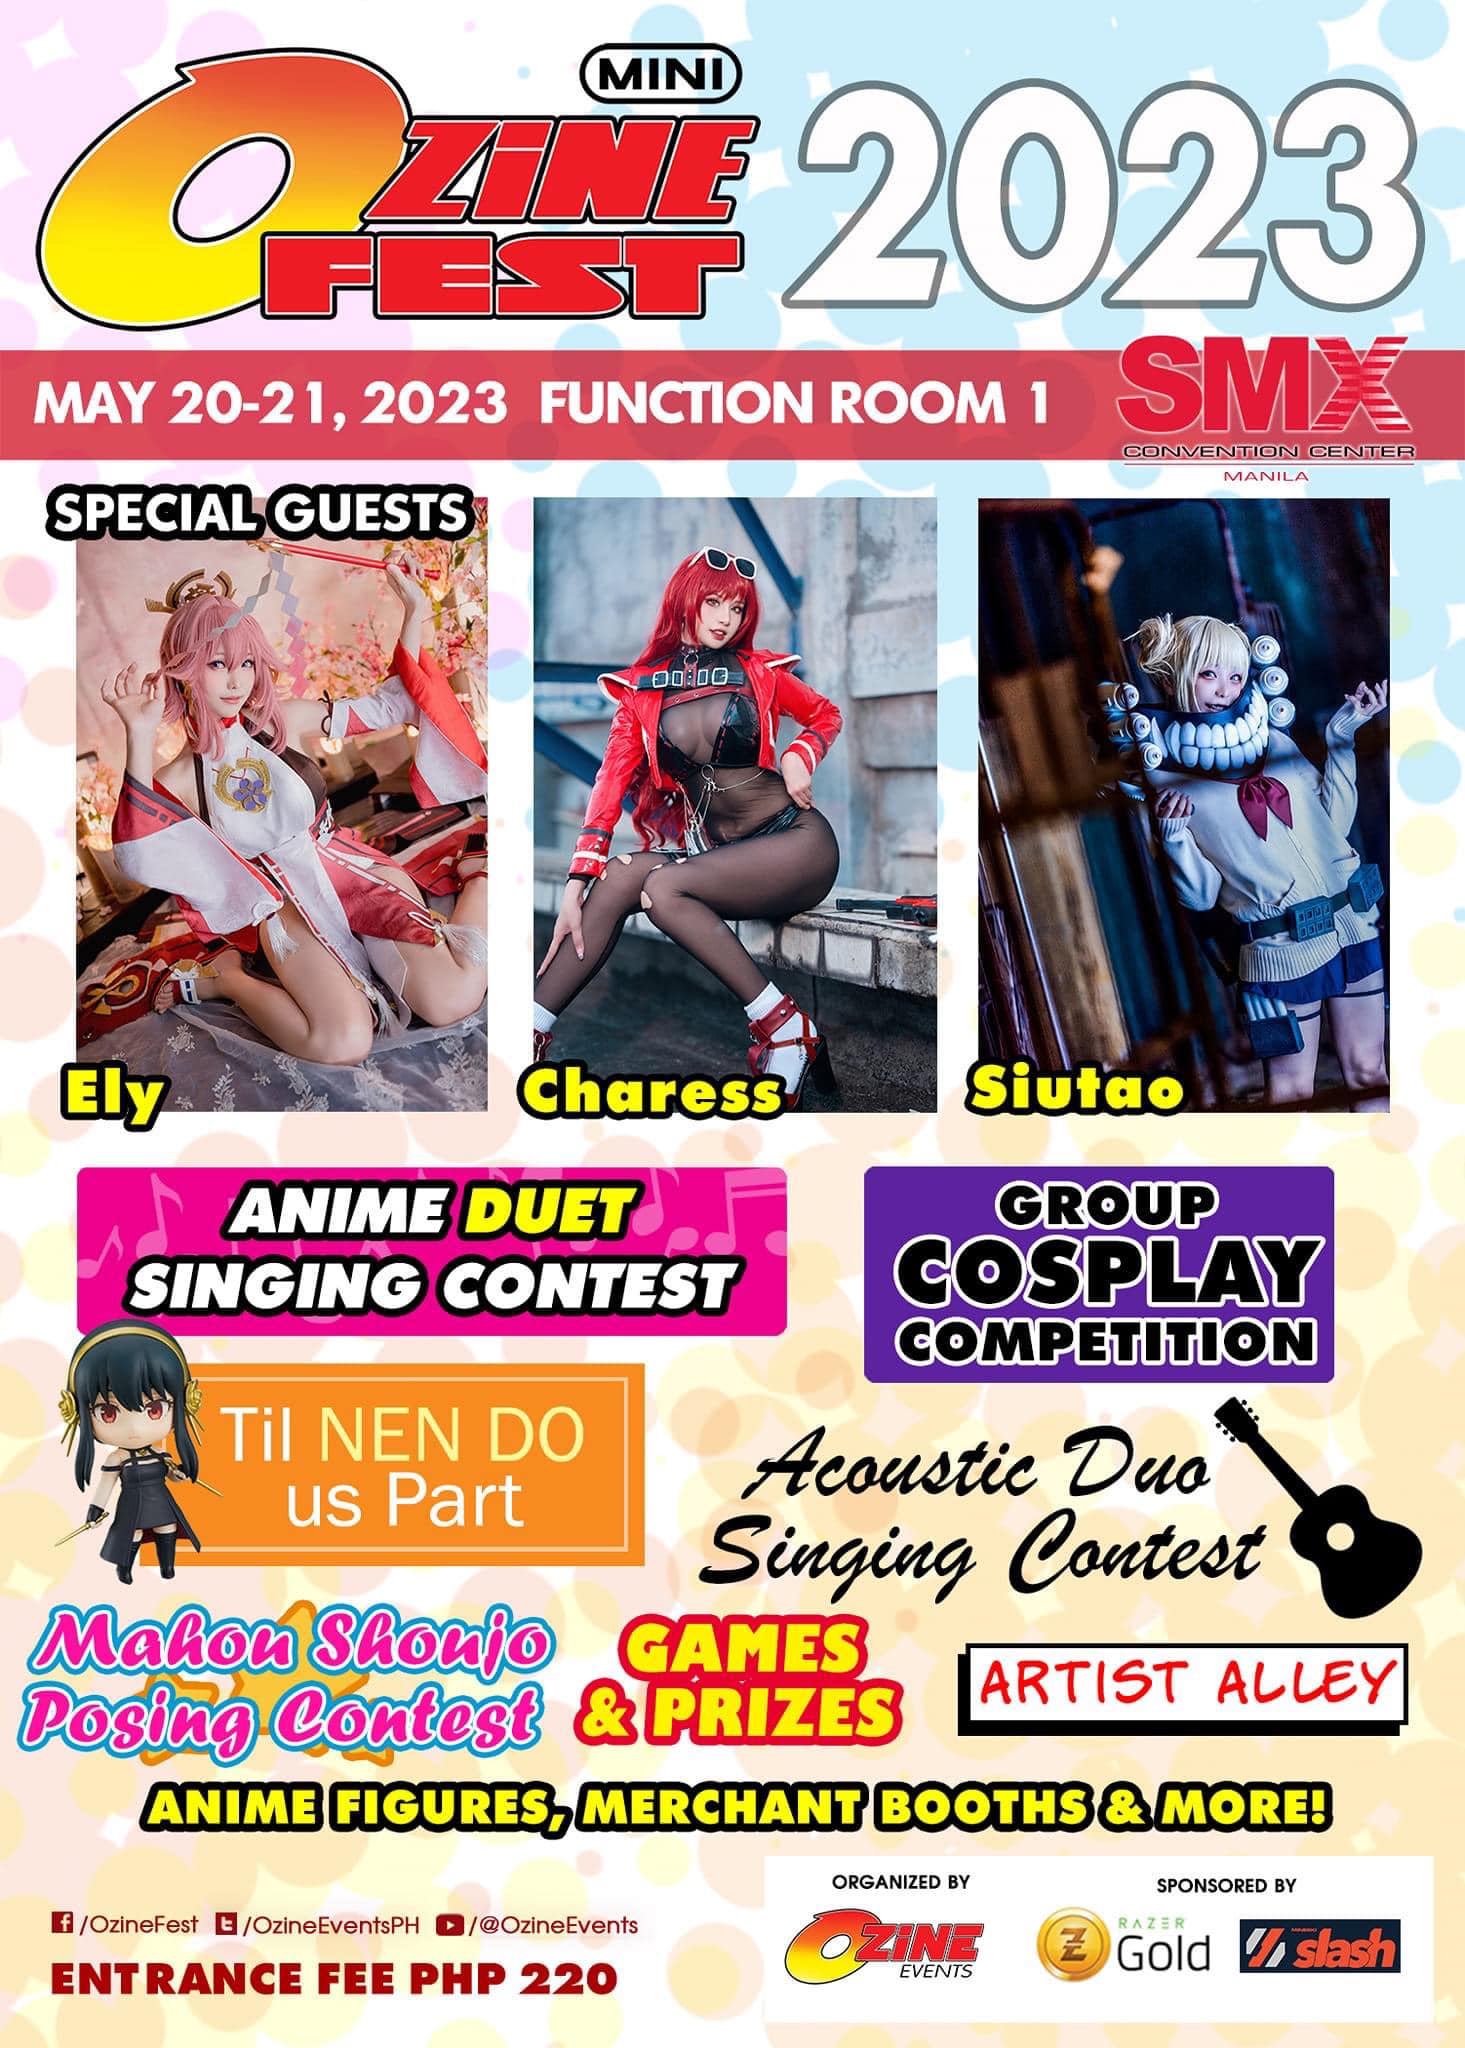 MINI
OZINE
FEST
2023
MAY 20-21, 2023 FUNCTION ROOM 1
SMX
CONVENTION CENTER
MANILA
SPECIAL GUESTS
Ely
Charess
Siutao
ANIME DUET
SINGING CONTEST
GROUP
COSPLAY
COMPETITION
Til NEN DO
us Part
Acoustic Duo
Singing Contest
Mahou Shoujo
Posing Contest
GAMES
& PRIZES
ARTIST ALLEY
ANIME FIGURES, MERCHANT BOOTHS & MORE!
/OzineFest /OzineEventsPH /@OzineEvents
ENTRANCE FEE PHP 220
ORGANIZED BY
OZINE
EVENTS
SPONSORED BY
RAZER
Gold
MINESKI
slash